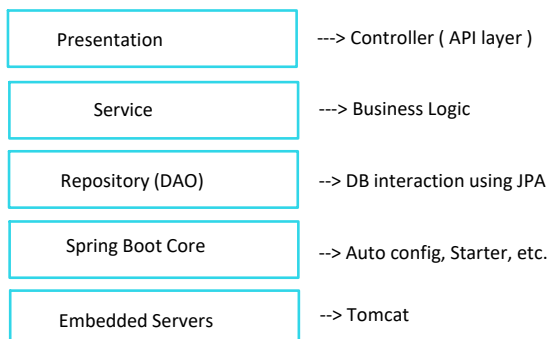 Presentation ---> Controller ( API layer )
Service ---> Business Logic
Repository (DAO) --> DB interaction using JPA
Spring Boot Core --> Auto config, Starter, etc.
Embedded Servers --> Tomcat